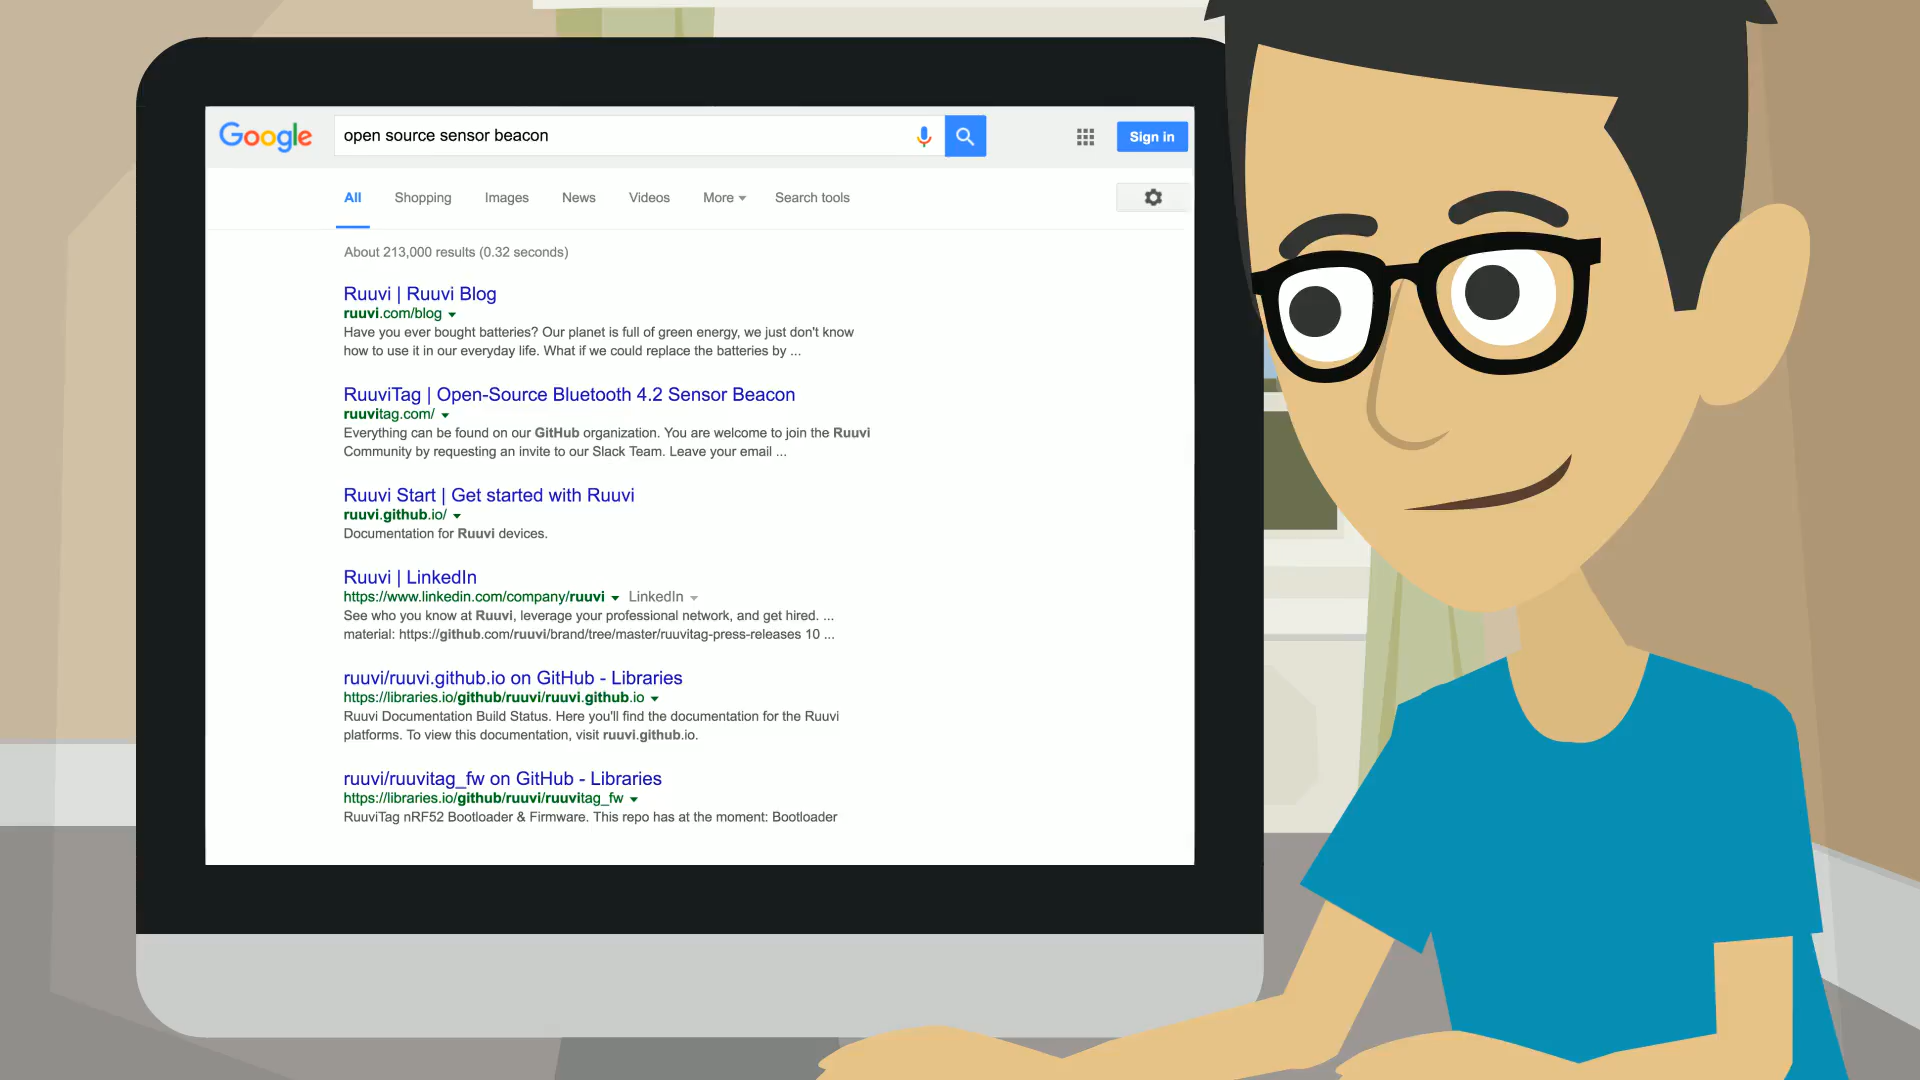 Google
open source sensor beacon
Sign in
All Shopping Images News Videos More Search tools
About 213,000 results (0.32 seconds)
Ruuvi | Ruuvi Blog
ruuvi.com/blog
Have you ever bought batteries? Our planet is full of green energy, we just don't know
how to use it in our everyday life. What if we could replace the batteries by ...
RuuviTag | Open-Source Bluetooth 4.2 Sensor Beacon
ruuvitag.com/
Everything can be found on our GitHub organization. You are welcome to join the Ruuvi
Community by requesting an invite to our Slack Team. Leave your email ...
Ruuvi Start | Get started with Ruuvi
ruuvi.github.io/
Documentation for Ruuvi devices.
Ruuvi | LinkedIn
https://www.linkedin.com/company/ruuvi LinkedIn
See who you know at Ruuvi, leverage your professional network, and get hired. ...
material: https://github.com/ruuvi/brand/tree/master/ruuvitag-press-releases 10 ...
ruuvi/ruuvi.github.io on GitHub - Libraries
https://libraries.io/github/ruuvi/ruuvi.github.io
Ruuvi Documentation Build Status. Here you'll find the documentation for the Ruuvi
platforms. To view this documentation, visit ruuvi.github.io.
ruuvi/ruuvitag_fw on GitHub - Libraries
https://libraries.io/github/ruuvi/ruuvitag_fw
RuuviTag nRF52 Bootloader & Firmware. This repo has at the moment: Bootloader